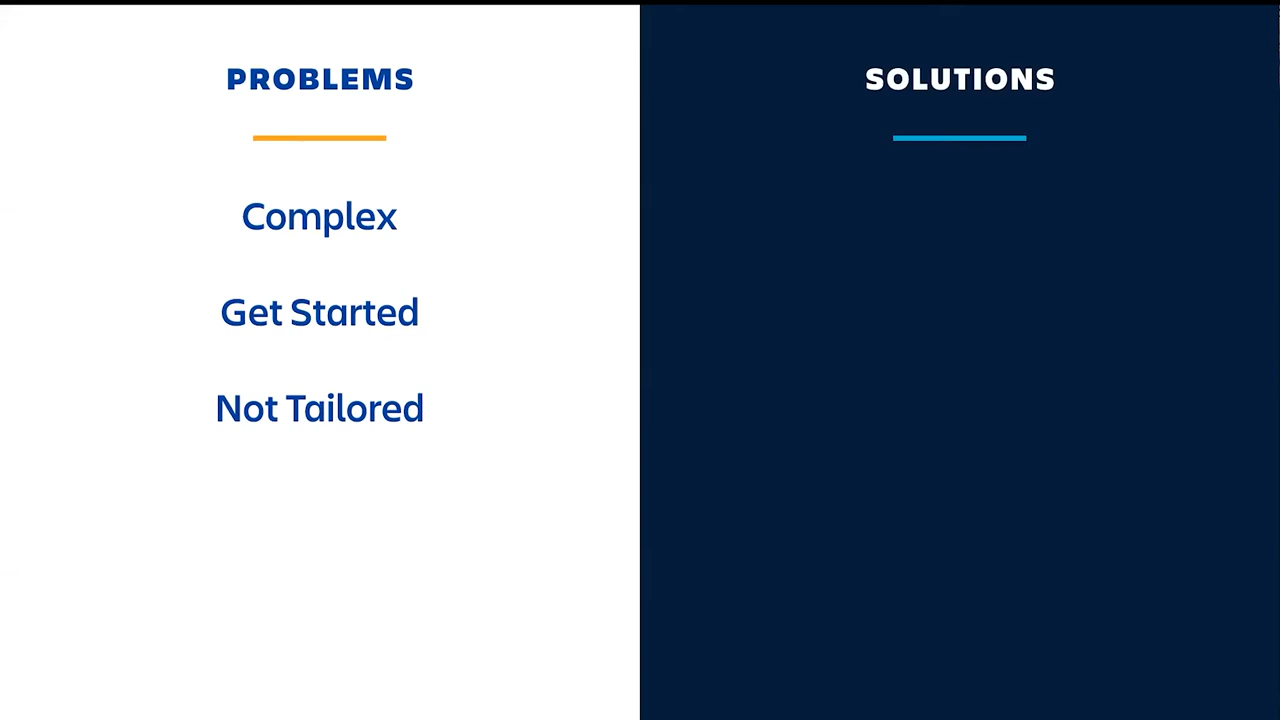 PROBLEMS
Complex
Get Started
Not Tailored
SOLUTIONS